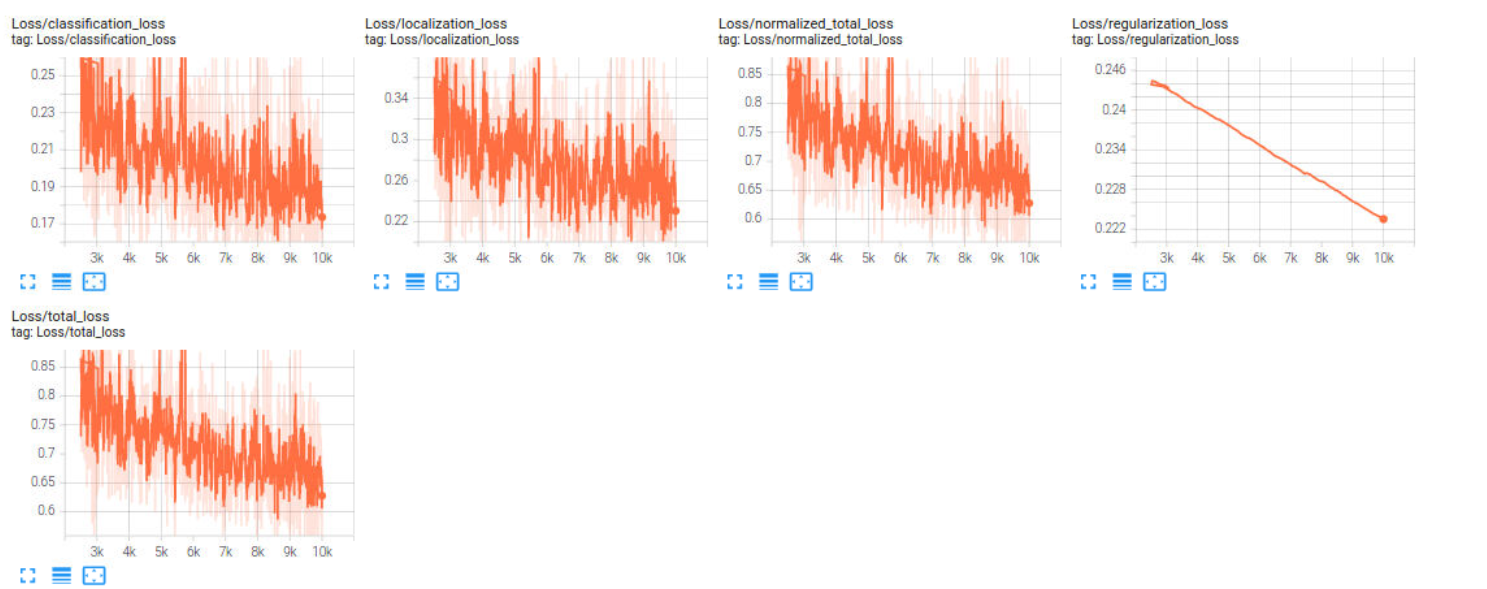 Loss/classification_loss
tag: Loss/classification_loss
0.25
0.23
0.21
0.19
0.17
3k 4k 5k 6k 7k 8k 9k 10k
Loss/localization_loss
tag: Loss/localization_loss
0.34
0.3
0.26
0.22
3k 4k 5k 6k 7k 8k 9k 10k
Loss/normalized_total_loss
tag: Loss/normalized_total_loss
0.85
0.8
0.75
0.7
0.65
0.6
3k 4k 5k 6k 7k 8k 9k 10k
Loss/regularization_loss
tag: Loss/regularization_loss
0.246
0.24
0.234
0.228
0.222
3k 4k 5k 6k 7k 8k 9k 10k
Loss/total_loss
tag: Loss/total_loss
0.85
0.8
0.75
0.7
0.65
0.6
3k 4k 5k 6k 7k 8k 9k 10k